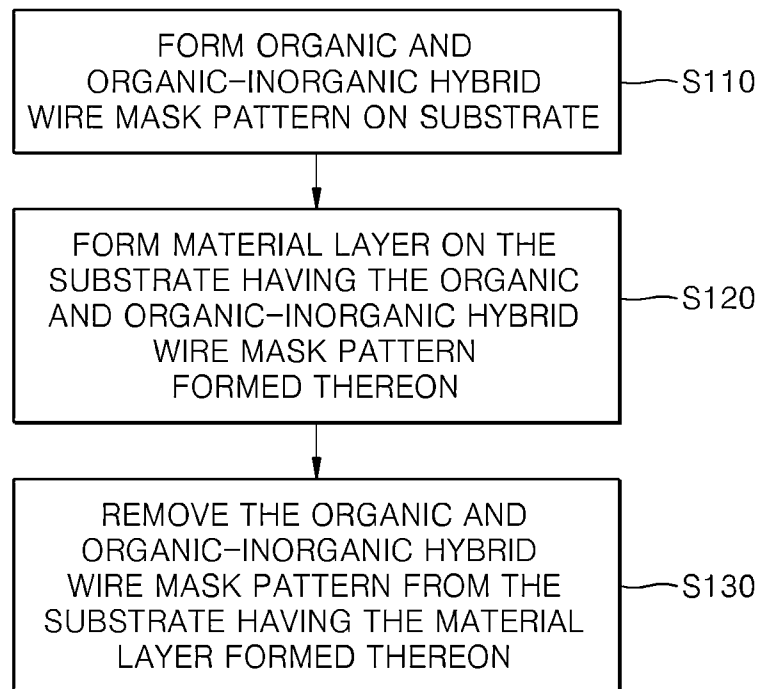 FORM ORGANIC AND
ORGANIC-INORGANIC HYBRID
WIRE MASK PATTERN ON SUBSTRATE
S110
FORM MATERIAL LAYER ON THE
SUBSTRATE HAVING THE ORGANIC
AND ORGANIC-INORGANIC HYBRID
WIRE MASK PATTERN
FORMED THEREON
S120
REMOVE THE ORGANIC AND
ORGANIC-INORGANIC HYBRID
WIRE MASK PATTERN FROM THE
SUBSTRATE HAVING THE MATERIAL
LAYER FORMED THEREON
S130